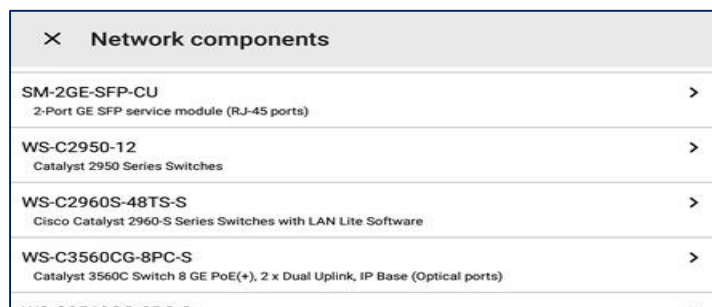 Network components
SM-2GE-SFP-CU
2-Port GE SFP service module (RJ-45 ports)
WS-C2950-12
Catalyst 2950 Series Switches
WS-C2960S-48TS-S
Cisco Catalyst 2960-S Series Switches with LAN Lite Software
WS-C3560CG-8PC-S
Catalyst 3560C Switch 8 GE PoE(+), 2 x Dual Uplink, IP Base (Optical ports)